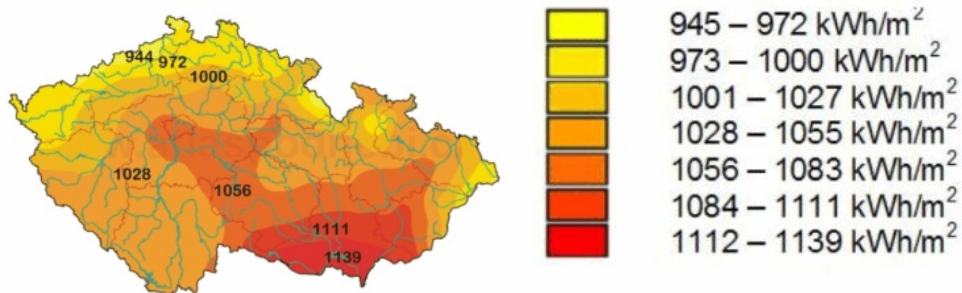 944
972
1000
1028
1056
1111
1139
945 – 972 kWh/m²
973 – 1000 kWh/m²
1001 – 1027 kWh/m²
1028 – 1055 kWh/m²
1056 – 1083 kWh/m²
1084 – 1111 kWh/m²
1112 – 1139 kWh/m²